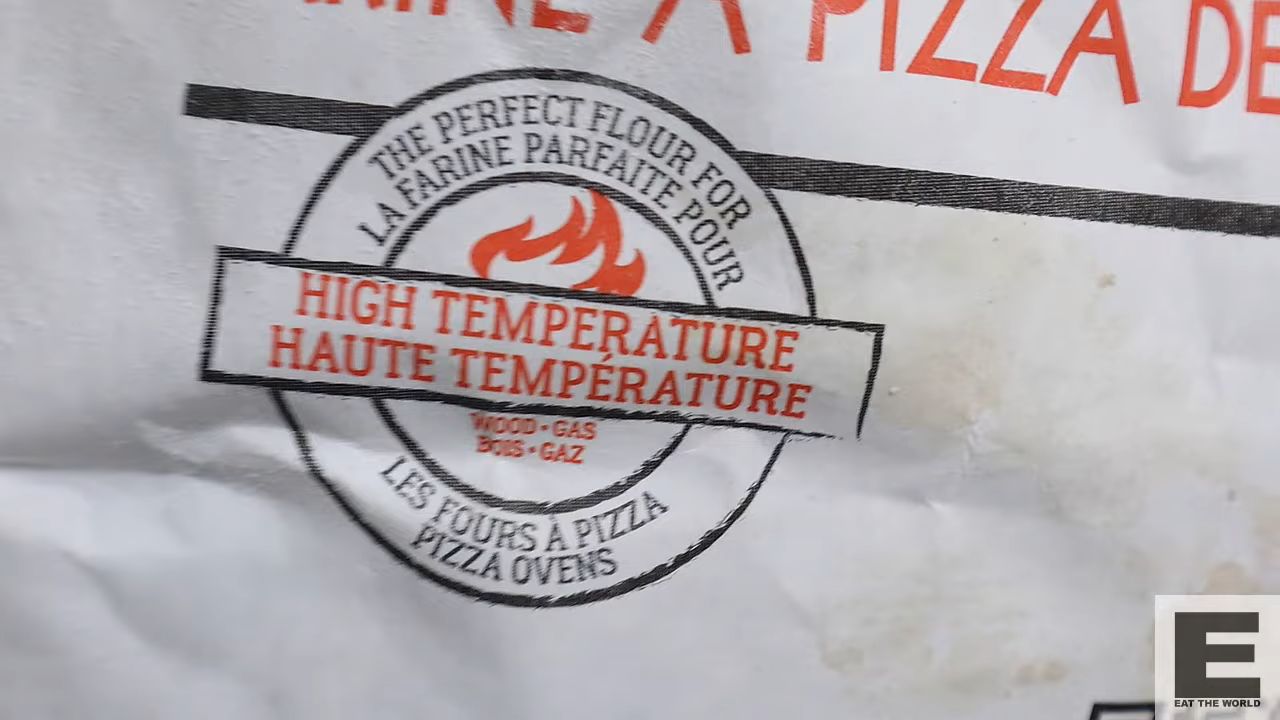 À PIZZA DE
THE PERFECT FLOUR FOR
LA FARINE PARFAITE POUR
HIGH TEMPERATURE
HAUTE TEMPÉRATURE
WOOD • GAS
BOIS • GAZ
LES FOURS À PIZZA
PIZZA OVENS
E
EAT THE WORLD